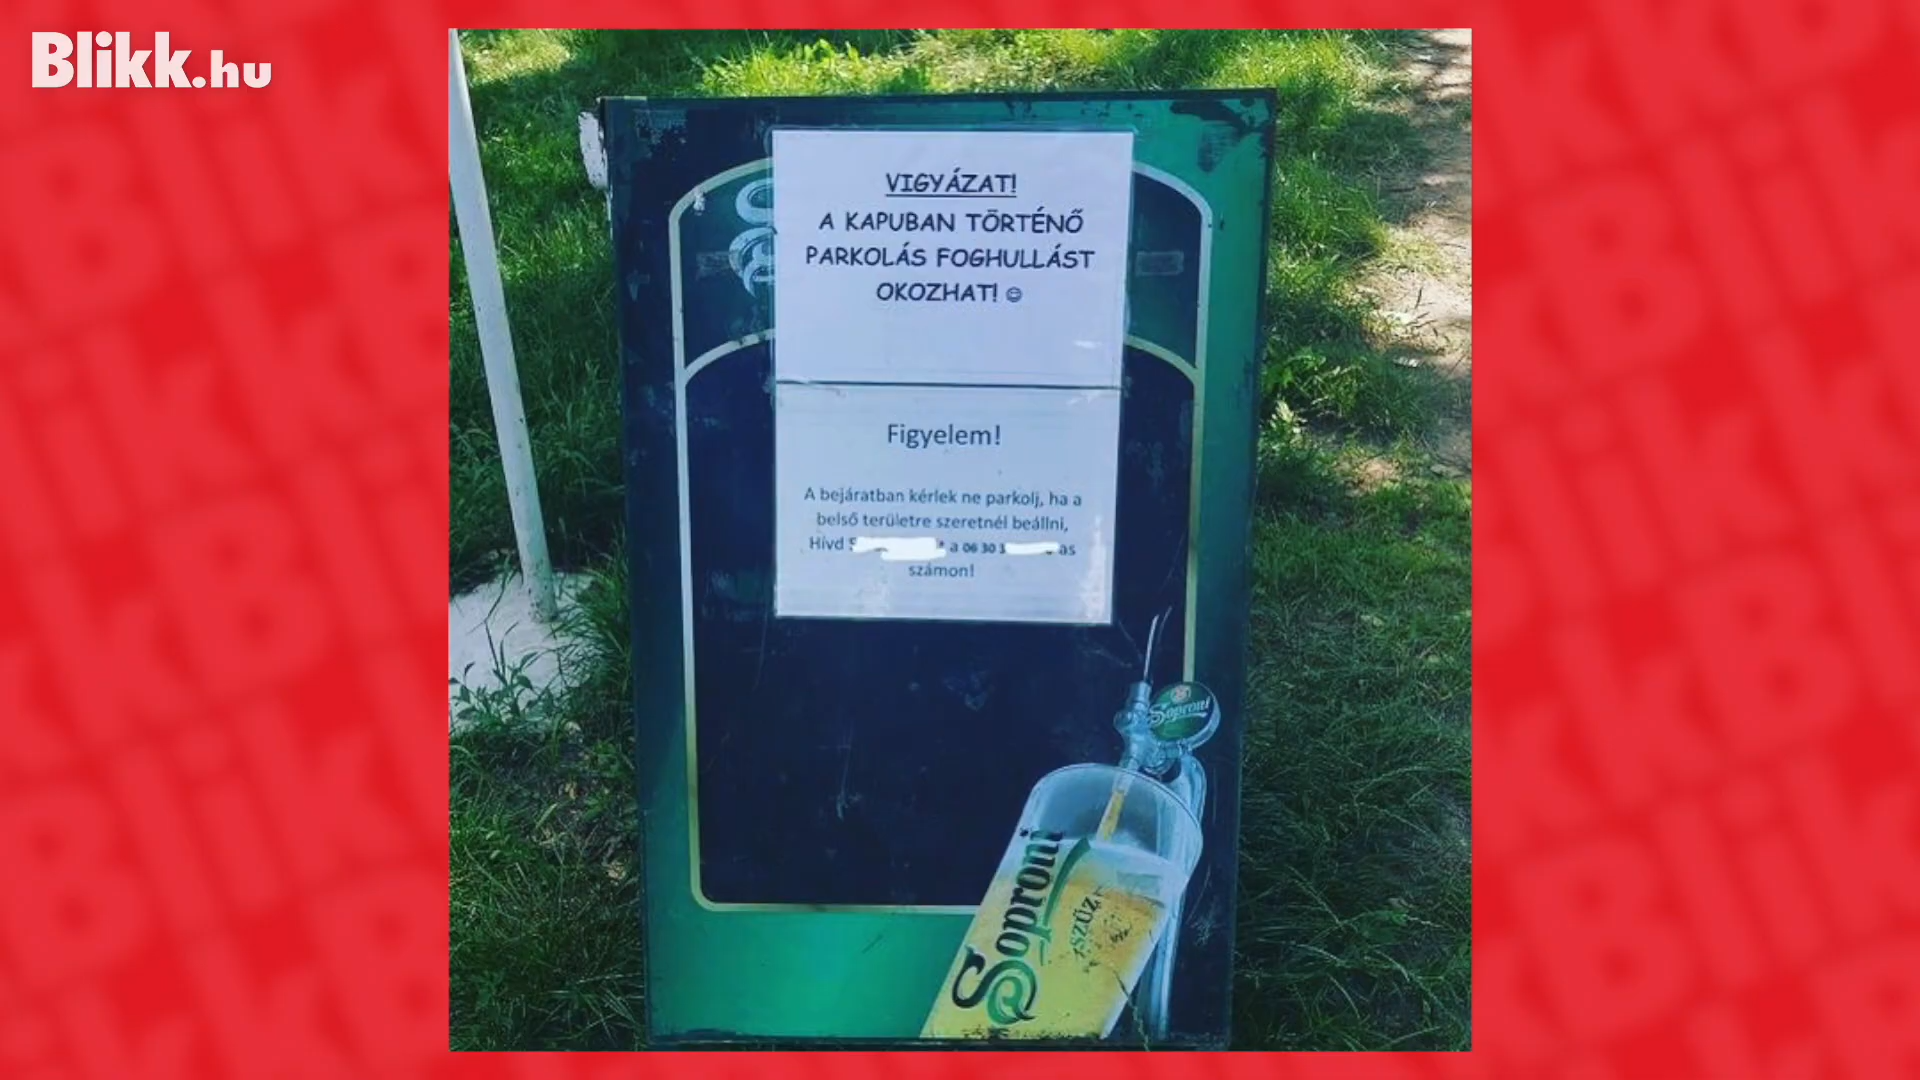 Blikk.hu
VIGYÁZAT!
A KAPUBAN TÖRTÉNŐ
PARKOLÁS FOGHULLÁST
OKOZHAT! ☺
Figyelem!
A bejáratban kérlek ne parkolj, ha a
belső területre szeretnél beállni,
Hívd a 06 30 as
számon!
Soproni
Soproni